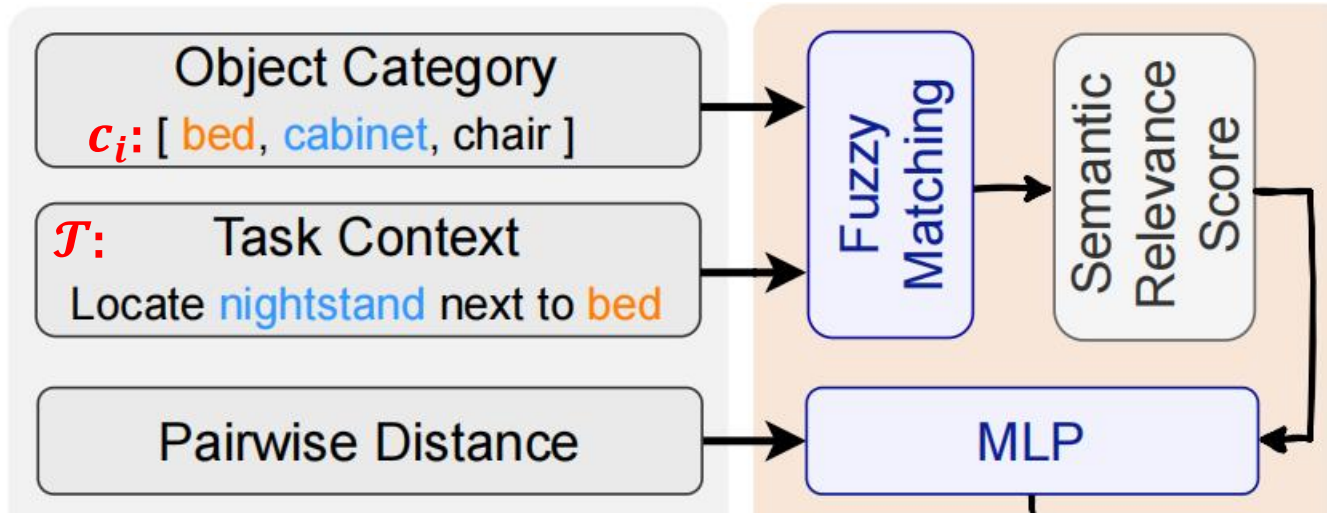 Object Category
c_i: [ bed, cabinet, chair ]
𝒯: Task Context
Locate nightstand next to bed
Pairwise Distance
Fuzzy
Matching
Semantic
Relevance
Score
MLP